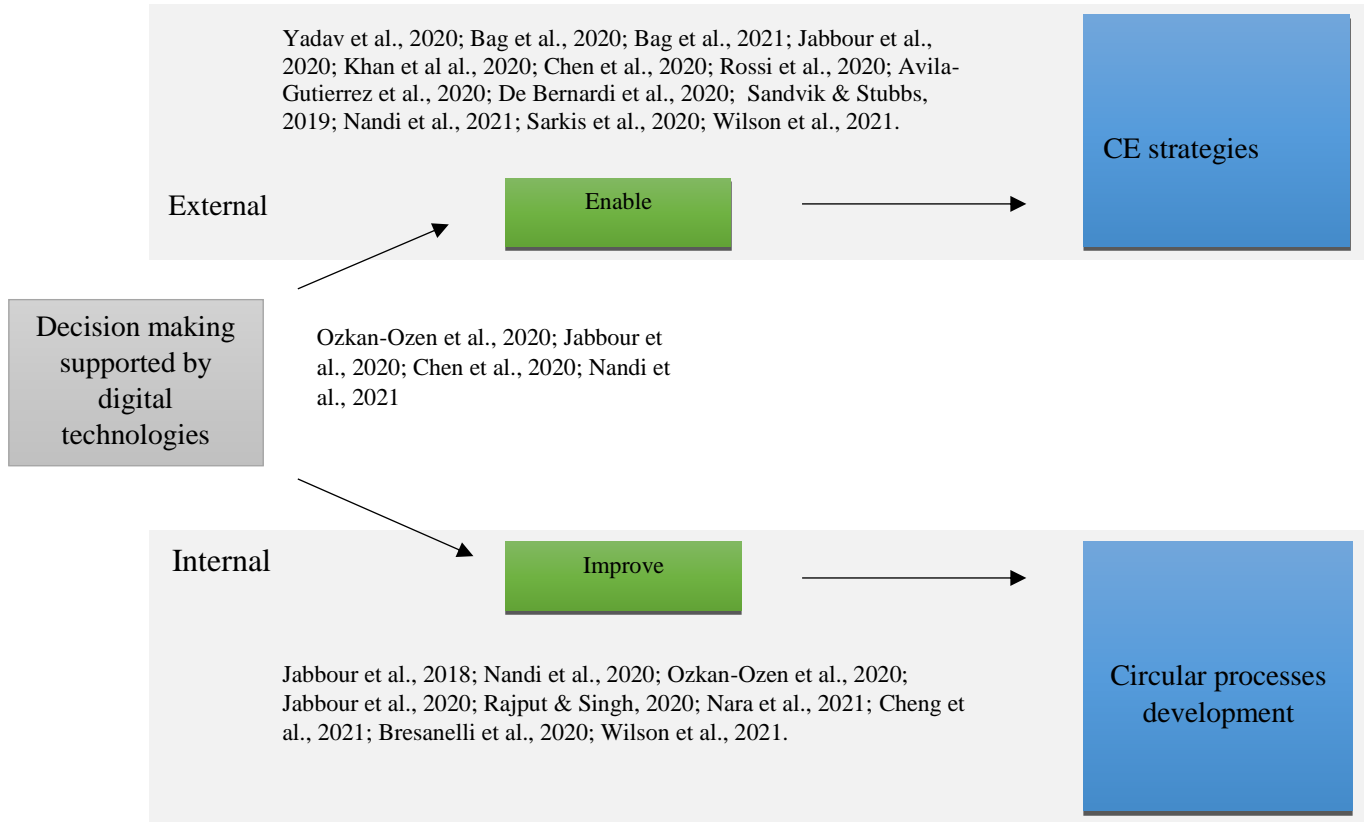 Yadav et al., 2020; Bag et al., 2020; Bag et al., 2021; Jabbour et al.,
2020; Khan et al al., 2020; Chen et al., 2020; Rossi et al., 2020; Avila-
Gutierrez et al., 2020; De Bernardi et al., 2020; Sandvik & Stubbs,
2019; Nandi et al., 2021; Sarkis et al., 2020; Wilson et al., 2021.
CE strategies
External
Enable
Decision making
supported by
digital
technologies
Ozkan-Ozen et al., 2020; Jabbour et
al., 2020; Chen et al., 2020; Nandi et
al., 2021
Internal
Improve
Jabbour et al., 2018; Nandi et al., 2020; Ozkan-Ozen et al., 2020;
Jabbour et al., 2020; Rajput & Singh, 2020; Nara et al., 2021; Cheng et
al., 2021; Bresanelli et al., 2020; Wilson et al., 2021.
Circular processes
development